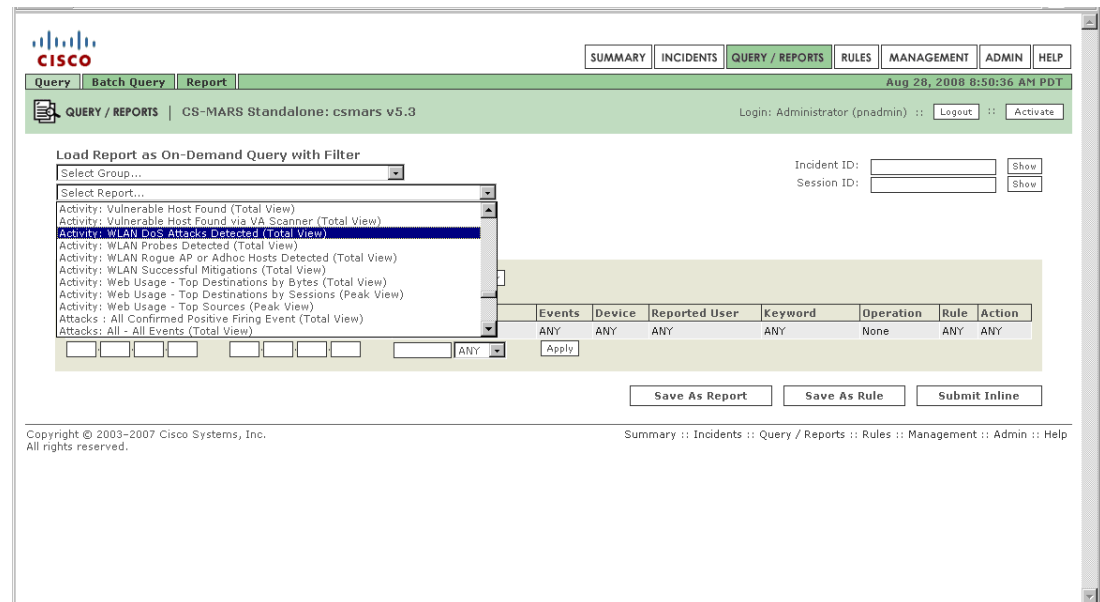 CISCO
SUMMARY INCIDENTS QUERY / REPORTS RULES MANAGEMENT ADMIN HELP
Query Batch Query Report Aug 28, 2008 8:50:36 AM PDT
QUERY / REPORTS | CS-MARS Standalone: csmars v5.3 Login: Administrator (pnadmin) :: Logout :: Activate
Load Report as On-Demand Query with Filter
Select Group...
Incident ID: Show
Select Report...
Session ID: Show
Activity: Vulnerable Host Found (Total View)
Activity: Vulnerable Host Found via VA Scanner (Total View)
Activity: WLAN DoS Attacks Detected (Total View)
Activity: WLAN Probes Detected (Total View)
Activity: WLAN Rogue AP or Adhoc Hosts Detected (Total View)
Activity: WLAN Successful Mitigations (Total View)
Activity: Web Usage - Top Destinations by Bytes (Total View)
Activity: Web Usage - Top Destinations by Sessions (Peak View)
Activity: Web Usage - Top Sources (Peak View)
Attacks : All Confirmed Positive Firing Event (Total View)
Attacks: All - All Events (Total View)
Events Device Reported User Keyword Operation Rule Action
ANY ANY ANY ANY None ANY ANY
ANY Apply
Save As Report Save As Rule Submit Inline
Copyright © 2003-2007 Cisco Systems, Inc.
All rights reserved.
Summary :: Incidents :: Query / Reports :: Rules :: Management :: Admin :: Help